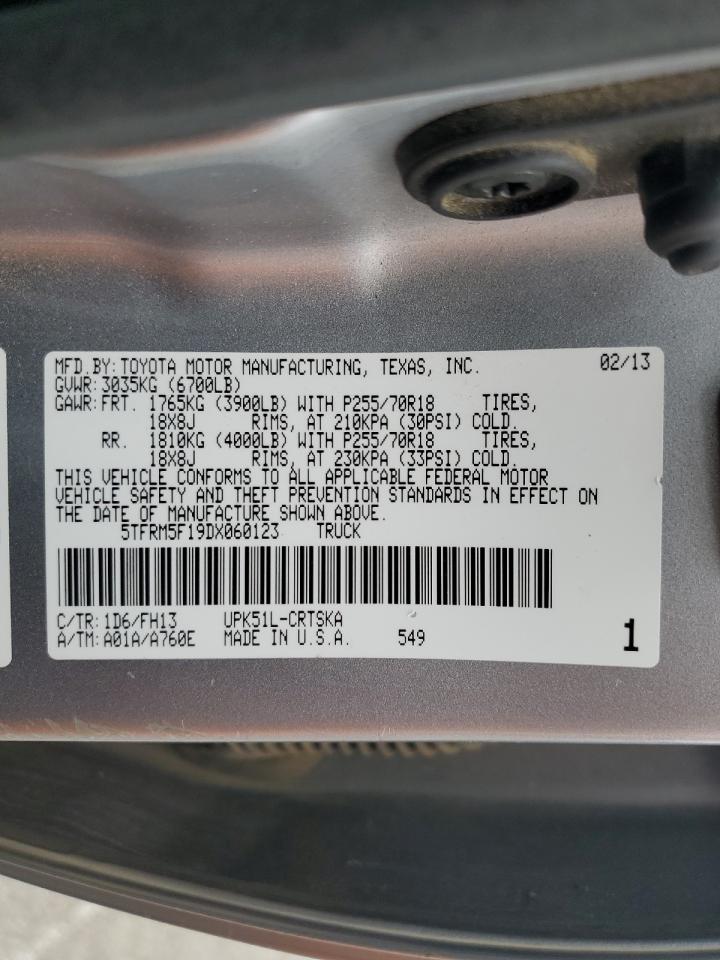 MFD.BY:TOYOTA MOTOR MANUFACTURING, TEXAS, INC. 02/13
GVWR:3035KG (6700LB)
GAWR:FRT. 1765KG (3900LB) WITH P255/70R18 TIRES,
18X8J RIMS, AT 210KPA (30PSI) COLD.
RR. 1810KG (4000LB) WITH P255/70R18 TIRES,
18X8J RIMS, AT 230KPA (33PSI) COLD.
THIS VEHICLE CONFORMS TO ALL APPLICABLE FEDERAL MOTOR
VEHICLE SAFETY AND THEFT PREVENTION STANDARDS IN EFFECT ON
THE DATE OF MANUFACTURE SHOWN ABOVE.
5TFRM5F19DX060123 TRUCK
C/TR:1D6/FH13 UPK51L-CRTSKA
A/TM:A01A/A760E MADE IN U.S.A. 549 1